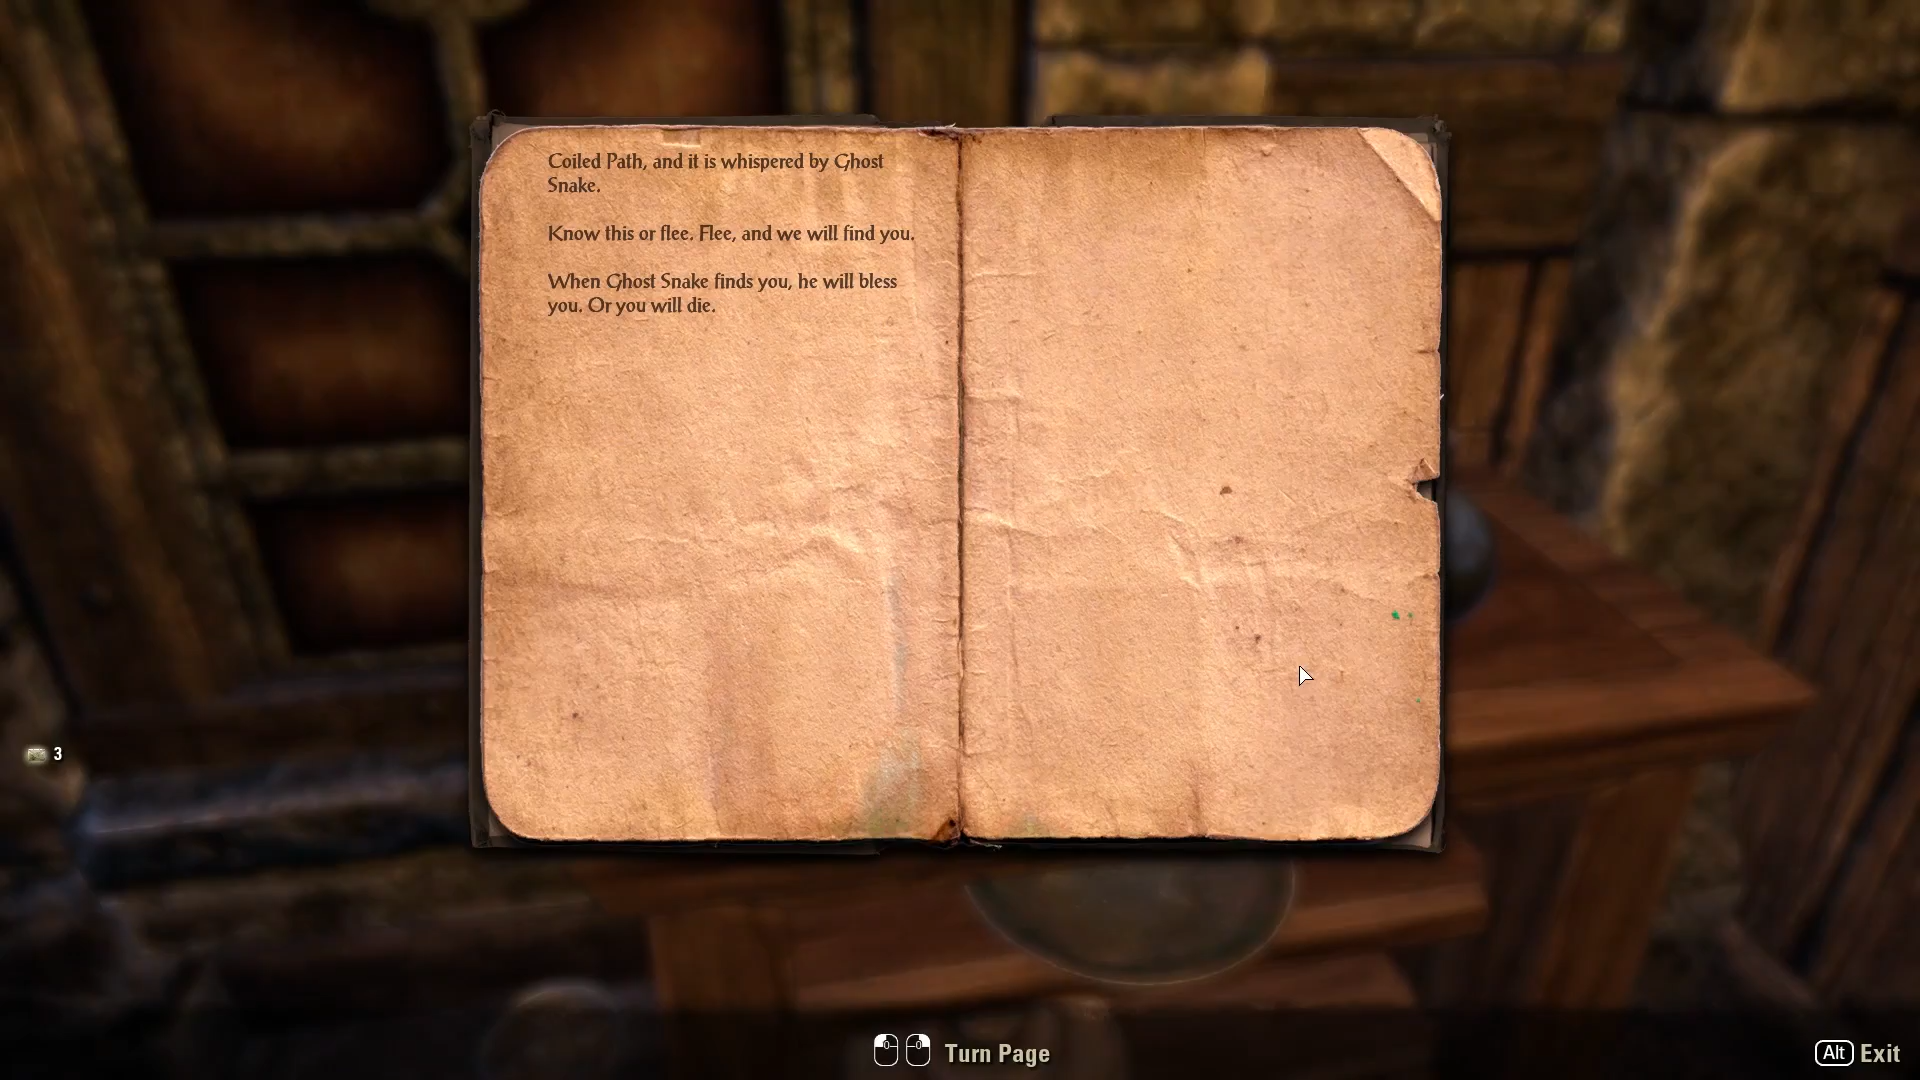 Coiled Path, and it is whispered by Ghost
Snake.
Know this or flee. Flee, and we will find you.
When Ghost Snake finds you, he will bless
you. Or you will die.
3
Turn Page
Alt Exit